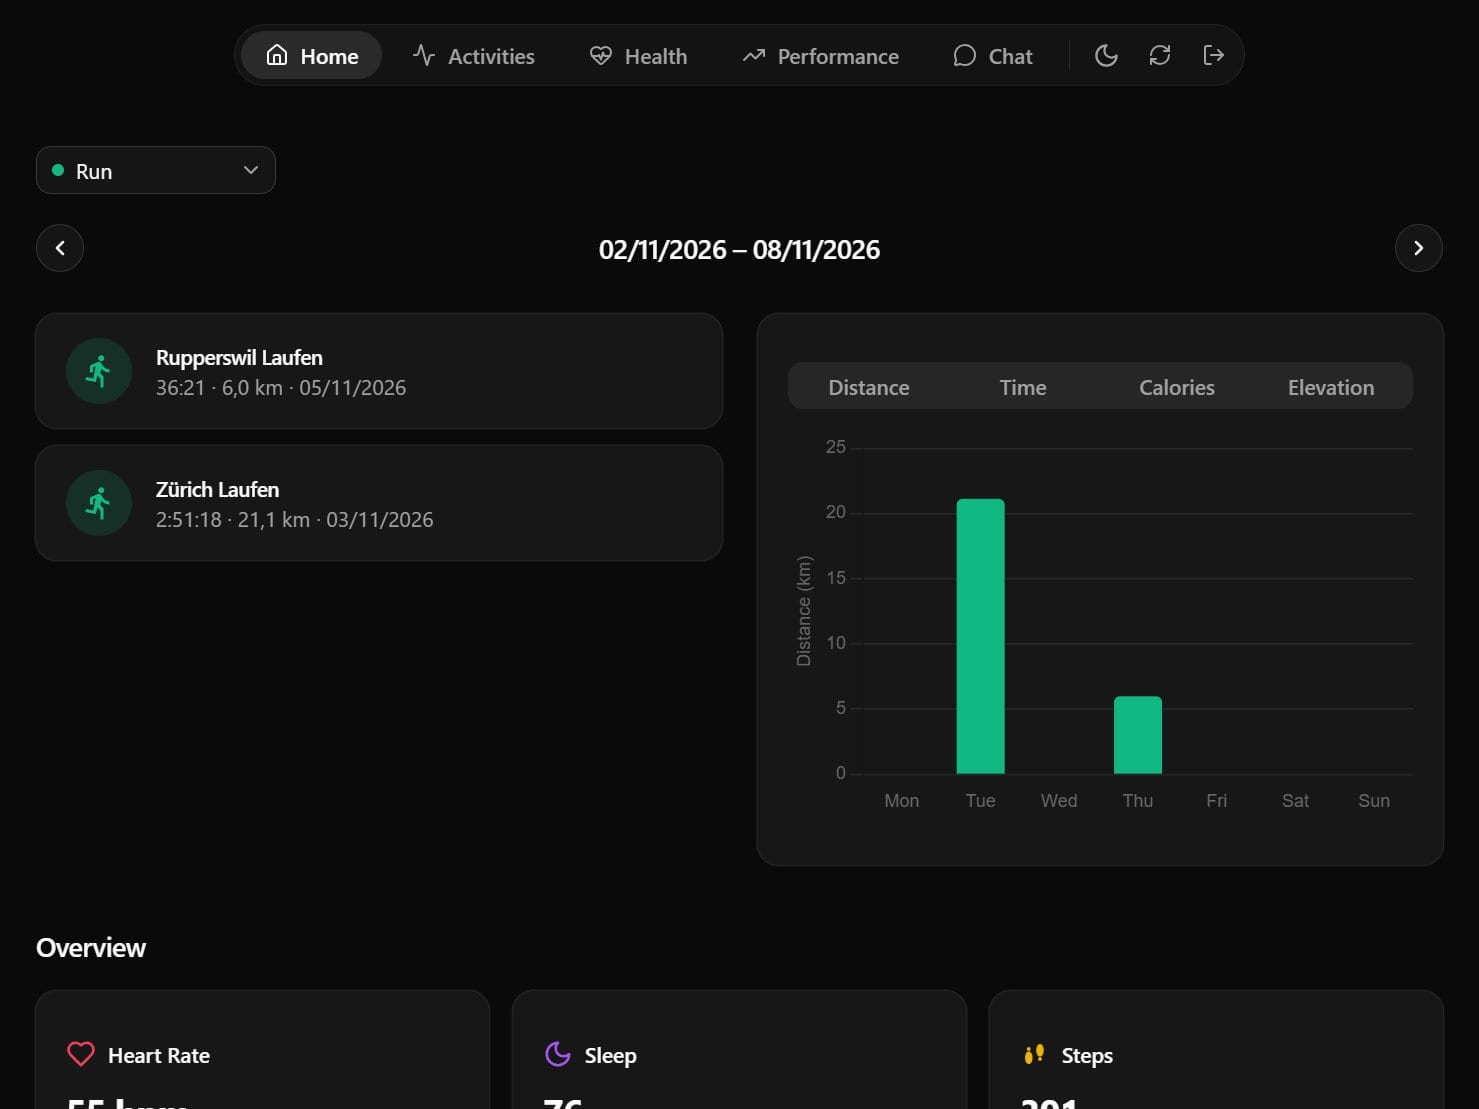 Home Activities Health Performance Chat
Run
02/11/2026 – 08/11/2026
Rupperswil Laufen
36:21 · 6,0 km · 05/11/2026
Zürich Laufen
2:51:18 · 21,1 km · 03/11/2026
Distance Time Calories Elevation
Distance (km)
25
20
15
10
5
0
Mon Tue Wed Thu Fri Sat Sun
Overview
Heart Rate
Sleep
Steps